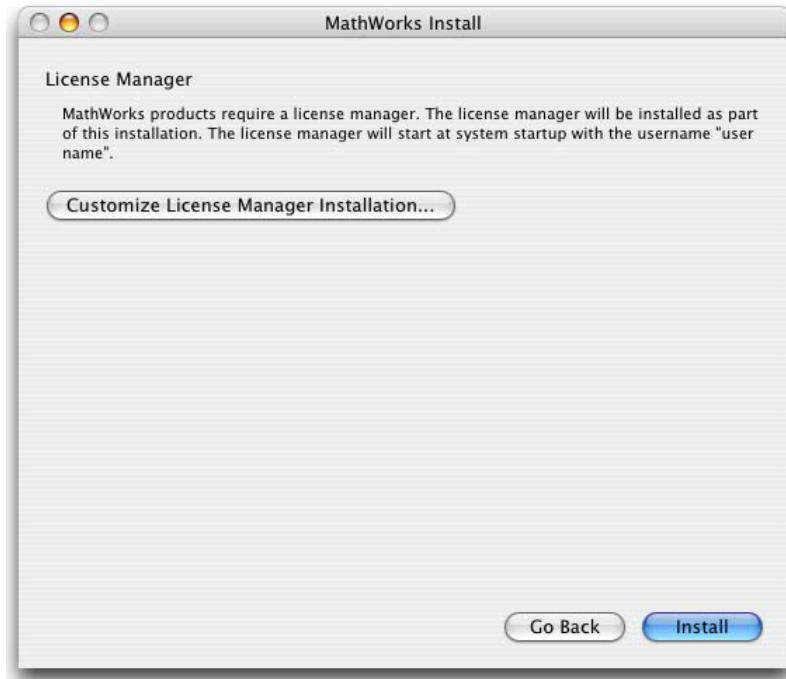 MathWorks Install
License Manager
MathWorks products require a license manager. The license manager will be installed as part
of this installation. The license manager will start at system startup with the username "user
name".
Customize License Manager Installation...
Go Back
Install